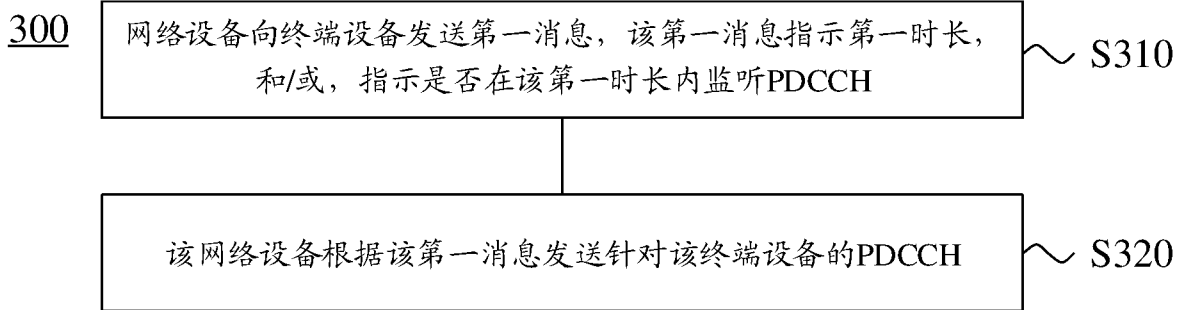 300
网络设备向终端设备发送第一消息，该第一消息指示第一时长，
和/或，指示是否在该第一时长内监听PDCCH
S310
该网络设备根据该第一消息发送针对该终端设备的PDCCH
S320